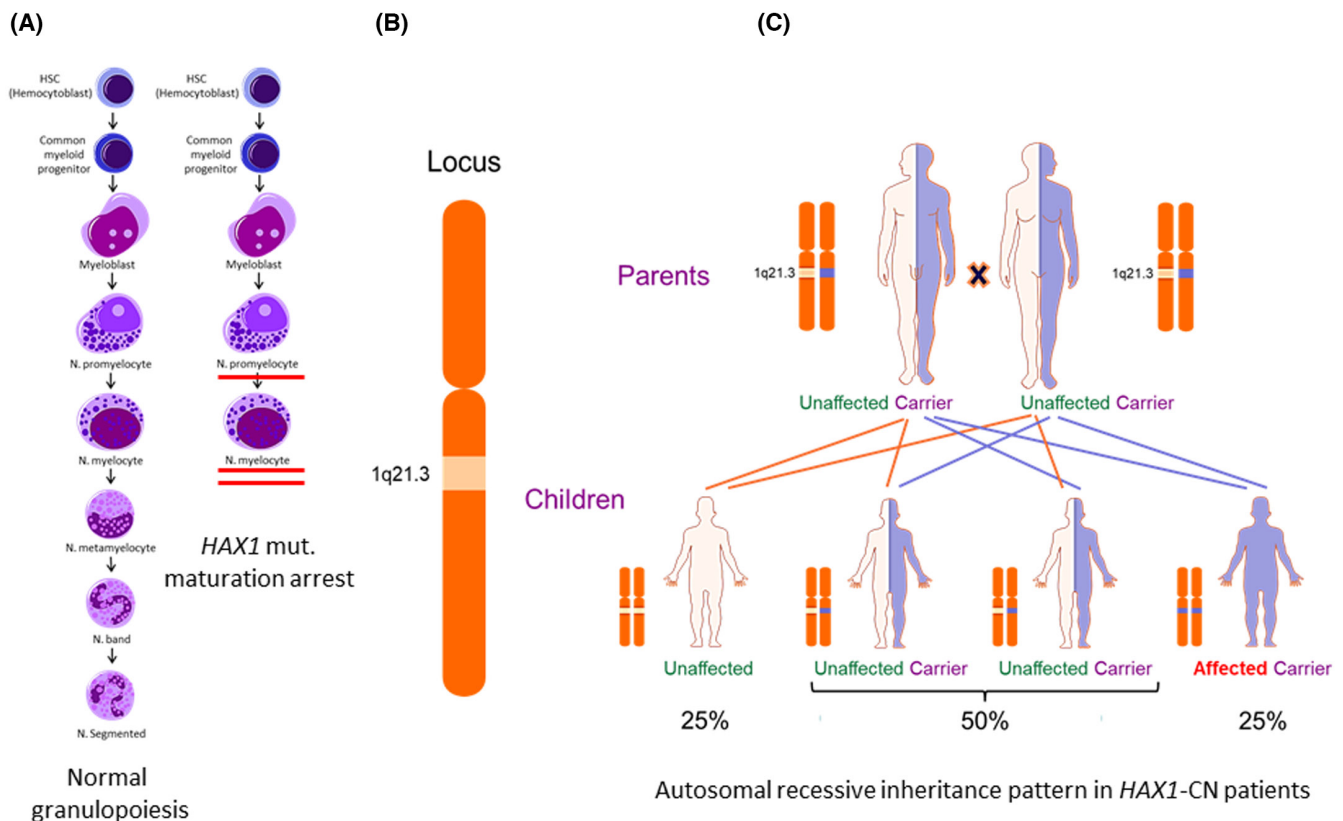 (A)
HSC
(Hemocytoblast)
Common
myeloid
progenitor
Myeloblast
N. promyelocyte
N. myelocyte
N. metamyelocyte
N. band
N. Segmented
Normal
granulopoiesis
HSC
(Hemocytoblast)
Common
myeloid
progenitor
Myeloblast
N. promyelocyte
N. myelocyte
HAX1 mut.
maturation arrest
(B)
Locus
1q21.3
(C)
Parents
1q21.3
X
1q21.3
Unaffected Carrier
Unaffected Carrier
Children
Unaffected
Unaffected Carrier
Unaffected Carrier
Affected Carrier
25%
50%
25%
Autosomal recessive inheritance pattern in HAX1-CN patients